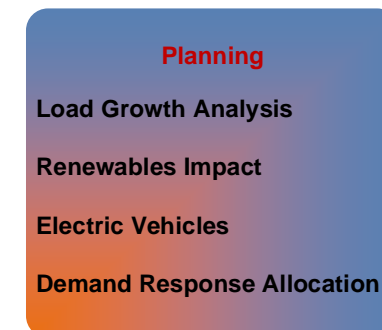 Planning
Load Growth Analysis
Renewables Impact
Electric Vehicles
Demand Response Allocation